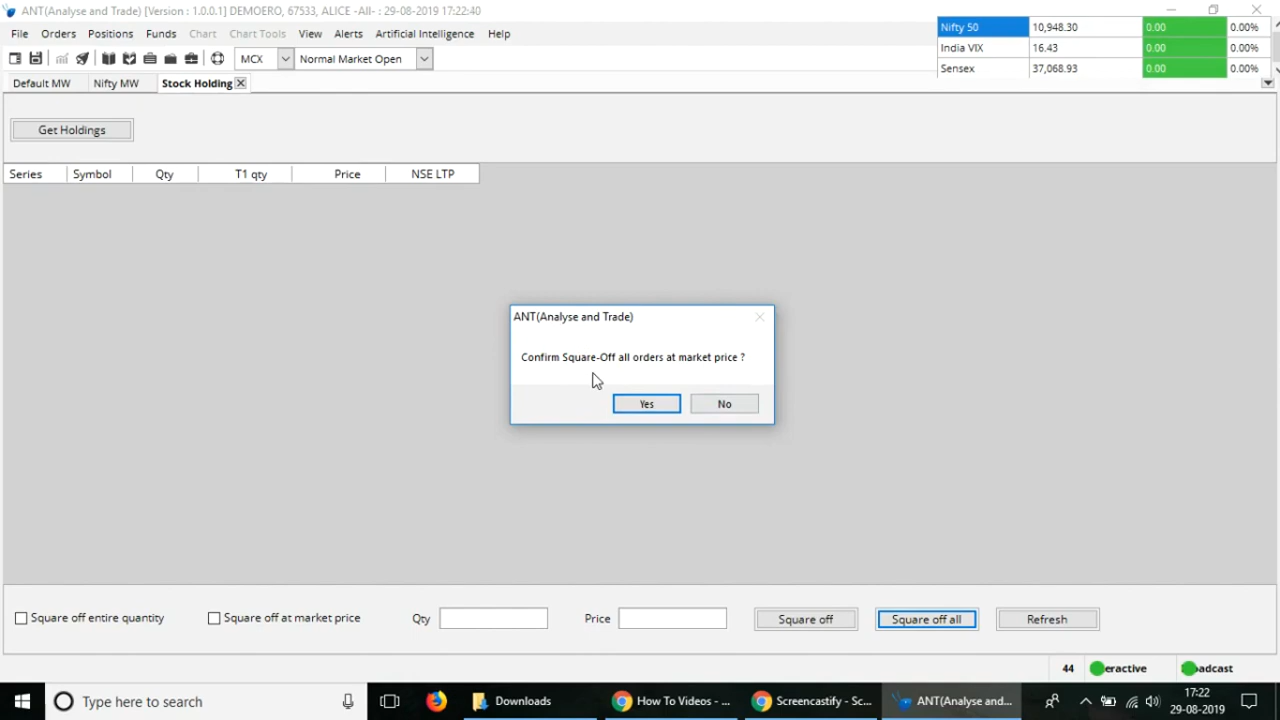 ANT(Analyse and Trade) [Version : 1.0.0.1] DEMOERO, 67533, ALICE -All- : 29-08-2019 17:22:40
File Orders Positions Funds Chart Chart Tools View Alerts Artificial Intelligence Help
Nifty 50 10,948.30 0.00 0.00%
India VIX 16.43 0.00 0.00%
Sensex 37,068.93 0.00 0.00%
MCX Normal Market Open
Default MW Nifty MW Stock Holding
Get Holdings
Series Symbol Qty T1 qty Price NSE LTP
ANT(Analyse and Trade)
Confirm Square-Off all orders at market price ?
Yes No
Square off entire quantity Square off at market price Qty Price Square off Square off all Refresh
44 eractive adcast
Type here to search Downloads How To Videos - ... Screencastify - Sc... ANT(Analyse and... 17:22
29-08-2019